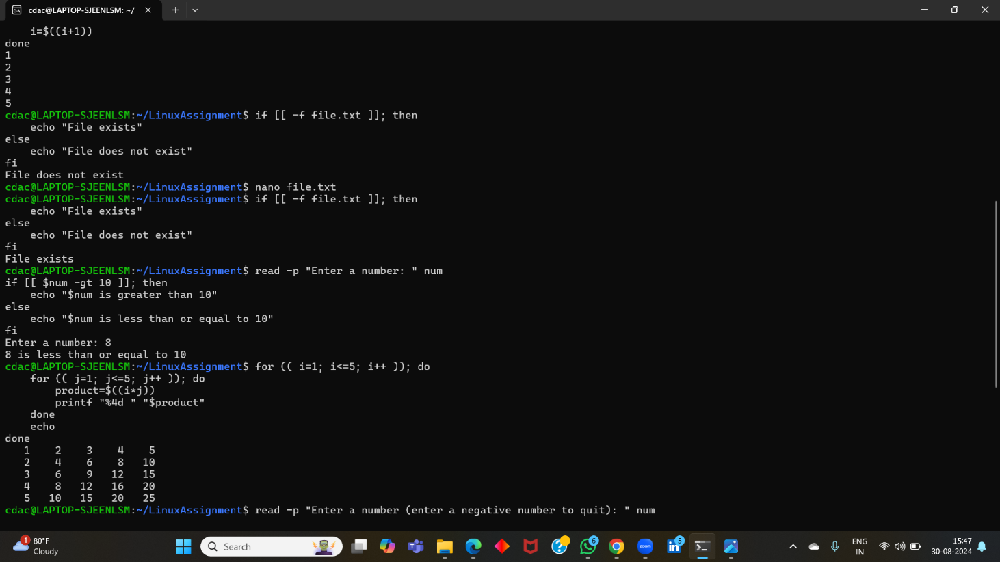 cdac@LAPTOP-SJEENLSM: ~/l
    i=$((i+1))
done
1
2
3
4
5
cdac@LAPTOP-SJEENLSM:~/LinuxAssignment$ if [[ -f file.txt ]]; then
    echo "File exists"
else
    echo "File does not exist"
fi
File does not exist
cdac@LAPTOP-SJEENLSM:~/LinuxAssignment$ nano file.txt
cdac@LAPTOP-SJEENLSM:~/LinuxAssignment$ if [[ -f file.txt ]]; then
    echo "File exists"
else
    echo "File does not exist"
fi
File exists
cdac@LAPTOP-SJEENLSM:~/LinuxAssignment$ read -p "Enter a number: " num
if [[ $num -gt 10 ]]; then
    echo "$num is greater than 10"
else
    echo "$num is less than or equal to 10"
fi
Enter a number: 8
8 is less than or equal to 10
cdac@LAPTOP-SJEENLSM:~/LinuxAssignment$ for (( i=1; i<=5; i++ )); do
    for (( j=1; j<=5; j++ )); do
        product=$((i*j))
        printf "%4d " "$product"
    done
    echo
done
   1    2    3    4    5
   2    4    6    8   10
   3    6    9   12   15
   4    8   12   16   20
   5   10   15   20   25
cdac@LAPTOP-SJEENLSM:~/LinuxAssignment$ read -p "Enter a number (enter a negative number to quit): " num
1
80°F
Cloudy
Search
6
zoom
in
5
ENG
IN
15:47
30-08-2024